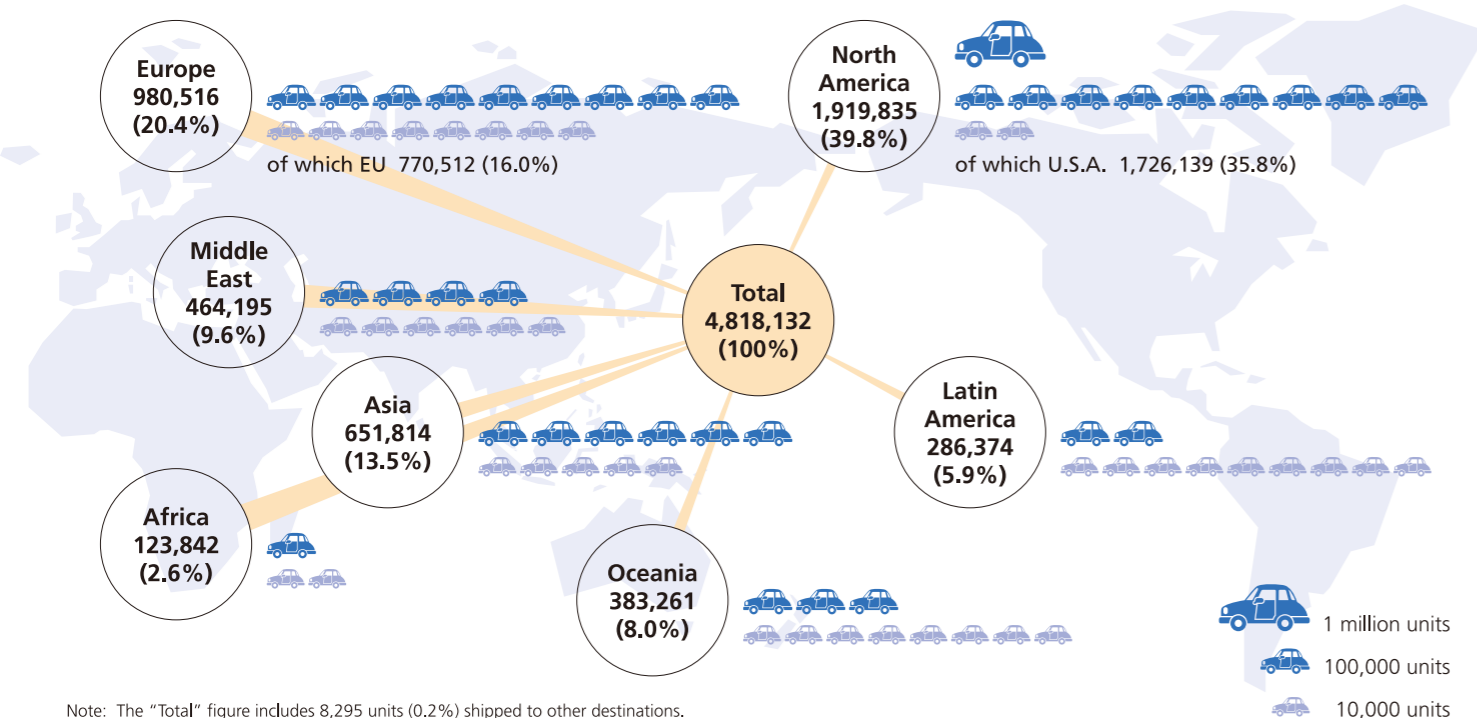 Europe
980,516
(20.4%)
of which EU 770,512 (16.0%)
North
America
1,919,835
(39.8%)
of which U.S.A. 1,726,139 (35.8%)
Middle
East
464,195
(9.6%)
Total
4,818,132
(100%)
Asia
651,814
(13.5%)
Latin
America
286,374
(5.9%)
Africa
123,842
(2.6%)
Oceania
383,261
(8.0%)
1 million units
100,000 units
10,000 units
Note: The “Total” figure includes 8,295 units (0.2%) shipped to other destinations.